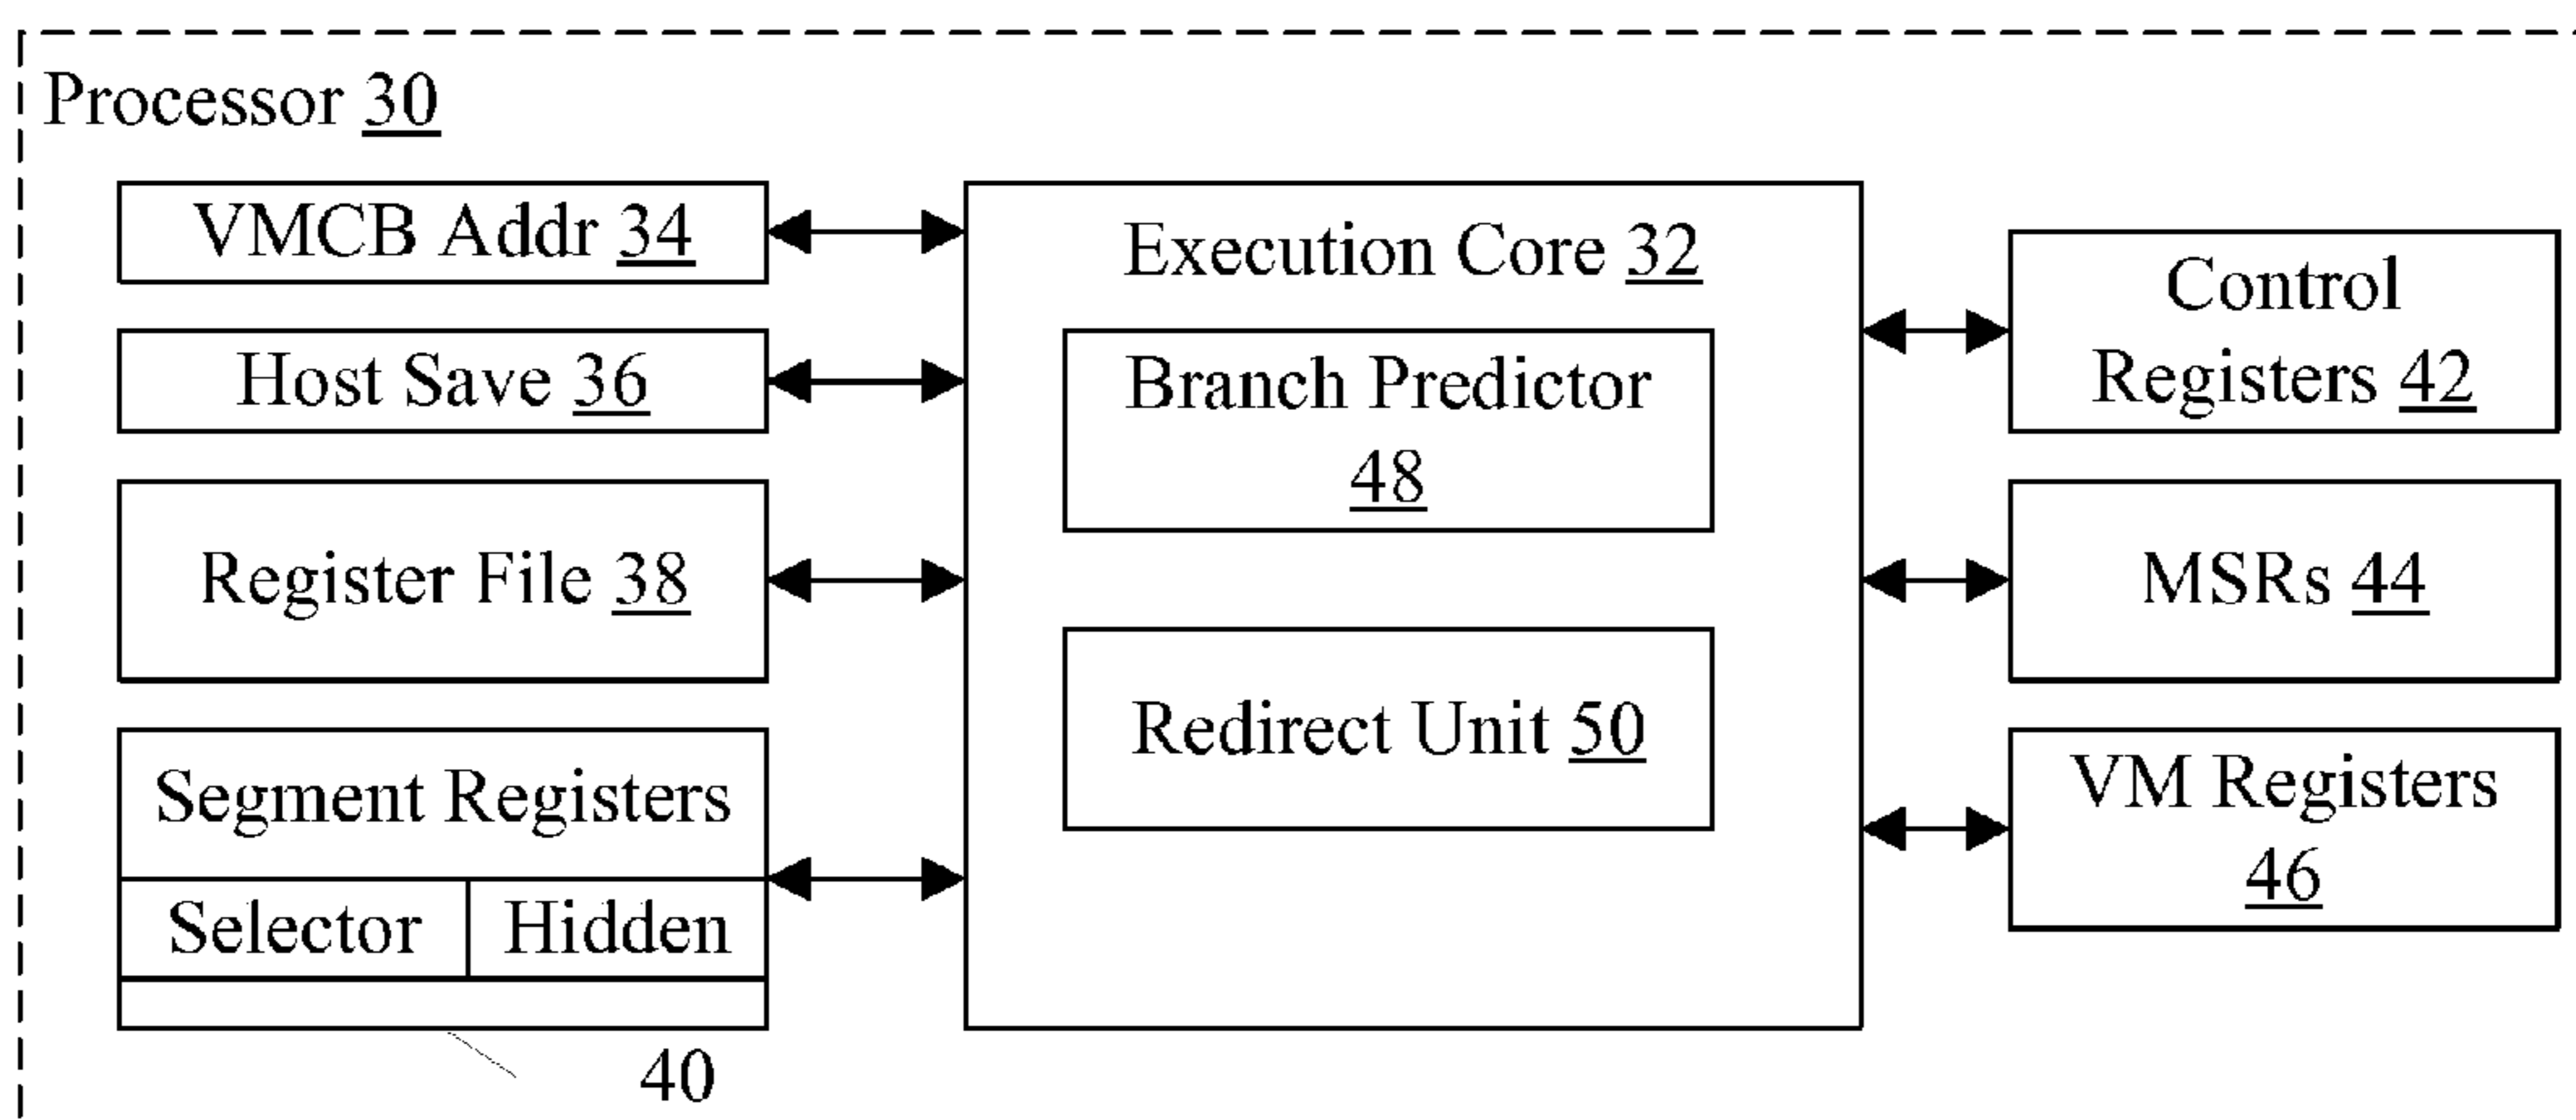 Processor 30
VMCB Addr 34
Host Save 36
Register File 38
Segment Registers
Selector Hidden
40
Execution Core 32
Branch Predictor
48
Redirect Unit 50
Control
Registers 42
MSRs 44
VM Registers
46